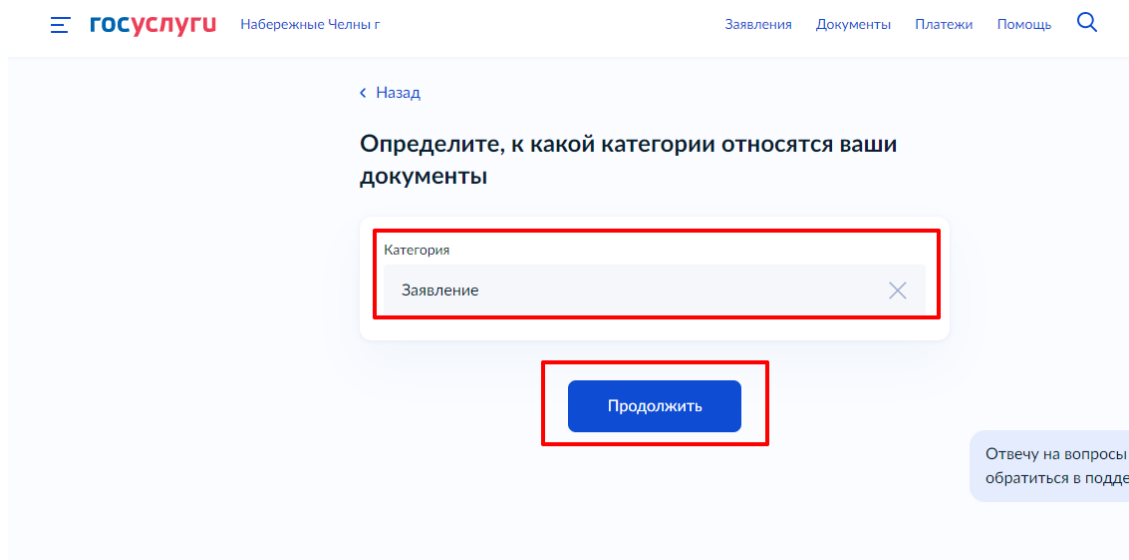 госуслуги Набережные Челны г Заявления Документы Платежи Помощь
Назад
Определите, к какой категории относятся ваши
документы
Категория
Заявление
Продолжить
Отвечу на вопросы
обратиться в